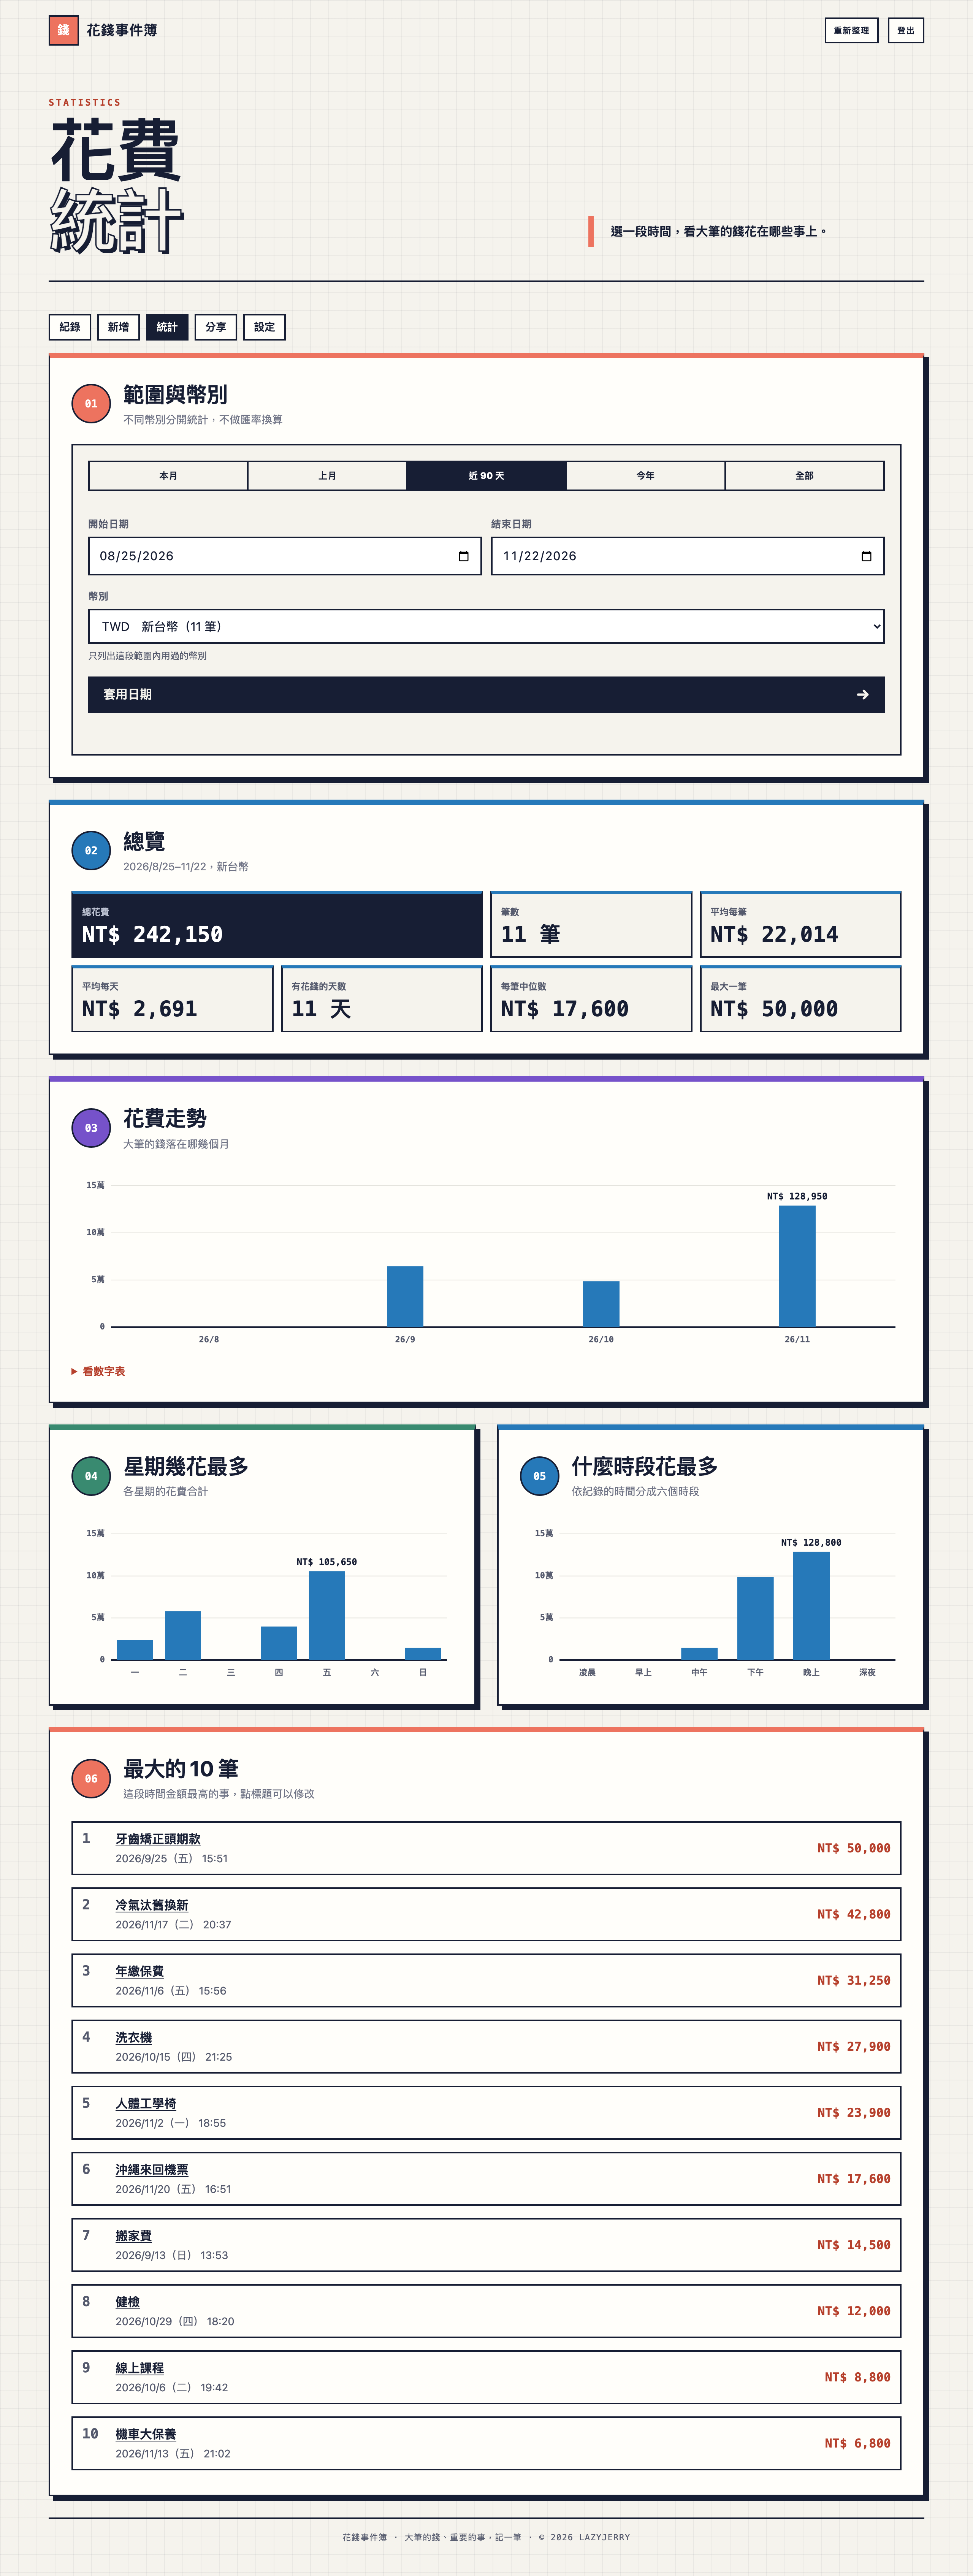 錢 花錢事件簿
重新整理 登出
STATISTICS
花費
統計
選一段時間，看大筆的錢花在哪些事上。
紀錄 新增 統計 分享 設定
01 範圍與幣別
不同幣別分開統計，不做匯率換算
本月 上月 近 90 天 今年 全部
開始日期 結束日期
08/25/2026 11/22/2026
幣別
TWD 新台幣（11 筆）
只列出這段範圍內用過的幣別
套用日期 →
02 總覽
2026/8/25–11/22，新台幣
總花費 筆數 平均每筆
NT$ 242,150 11 筆 NT$ 22,014
平均每天 有花錢的天數 每筆中位數 最大一筆
NT$ 2,691 11 天 NT$ 17,600 NT$ 50,000
03 花費走勢
大筆的錢落在哪幾個月
15萬
NT$ 128,950
10萬
5萬
0
26/8 26/9 26/10 26/11
▶ 看數字表
04 星期幾花最多
各星期的花費合計
15萬
NT$ 105,650
10萬
5萬
0
一 二 三 四 五 六 日
05 什麼時段花最多
依紀錄的時間分成六個時段
15萬
NT$ 128,800
10萬
5萬
0
凌晨 早上 中午 下午 晚上 深夜
06 最大的 10 筆
這段時間金額最高的事，點標題可以修改
1 牙齒矯正頭期款
2026/9/25（五） 15:51
NT$ 50,000
2 冷氣汰舊換新
2026/11/17（二） 20:37
NT$ 42,800
3 年繳保費
2026/11/6（五） 15:56
NT$ 31,250
4 洗衣機
2026/10/15（四） 21:25
NT$ 27,900
5 人體工學椅
2026/11/2（一） 18:55
NT$ 23,900
6 沖繩來回機票
2026/11/20（五） 16:51
NT$ 17,600
7 搬家費
2026/9/13（日） 13:53
NT$ 14,500
8 健檢
2026/10/29（四） 18:20
NT$ 12,000
9 線上課程
2026/10/6（二） 19:42
NT$ 8,800
10 機車大保養
2026/11/13（五） 21:02
NT$ 6,800
花錢事件簿 · 大筆的錢、重要的事，記一筆 · © 2026 LAZYJERRY